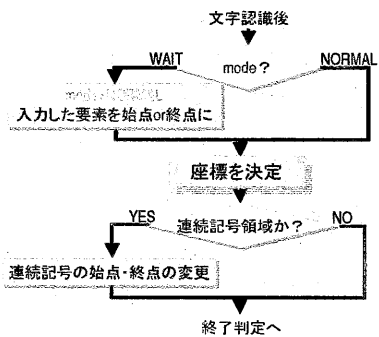 文字認識後
WAIT
mode?
NORMAL
入力した要素を始点or終点に
座標を決定
YES
連続記号領域か?
NO
連続記号の始点・終点の変更
終了判定へ